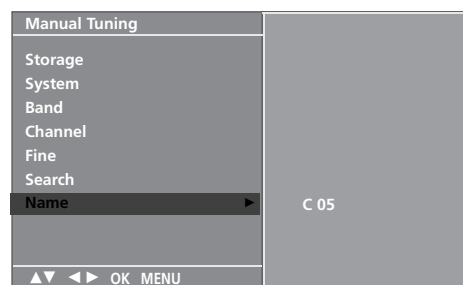 Manual Tuning
Storage
System
Band
Channel
Fine
Search
Name ▶ C 05
▲▼ ◀▶ OK MENU